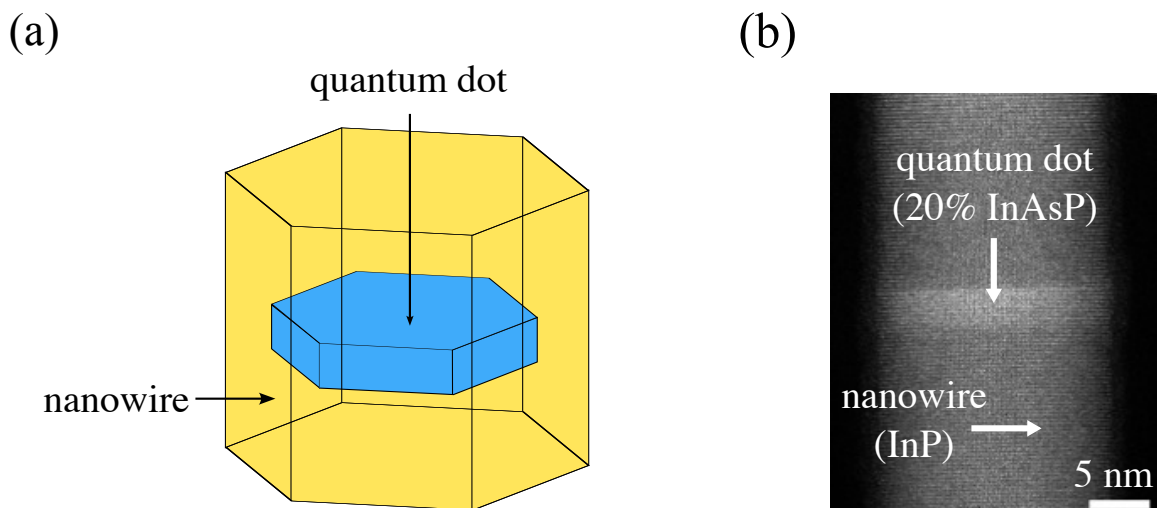 (a)
quantum dot
nanowire
(b)
quantum dot
(20% InAsP)
nanowire
(InP)
5 nm